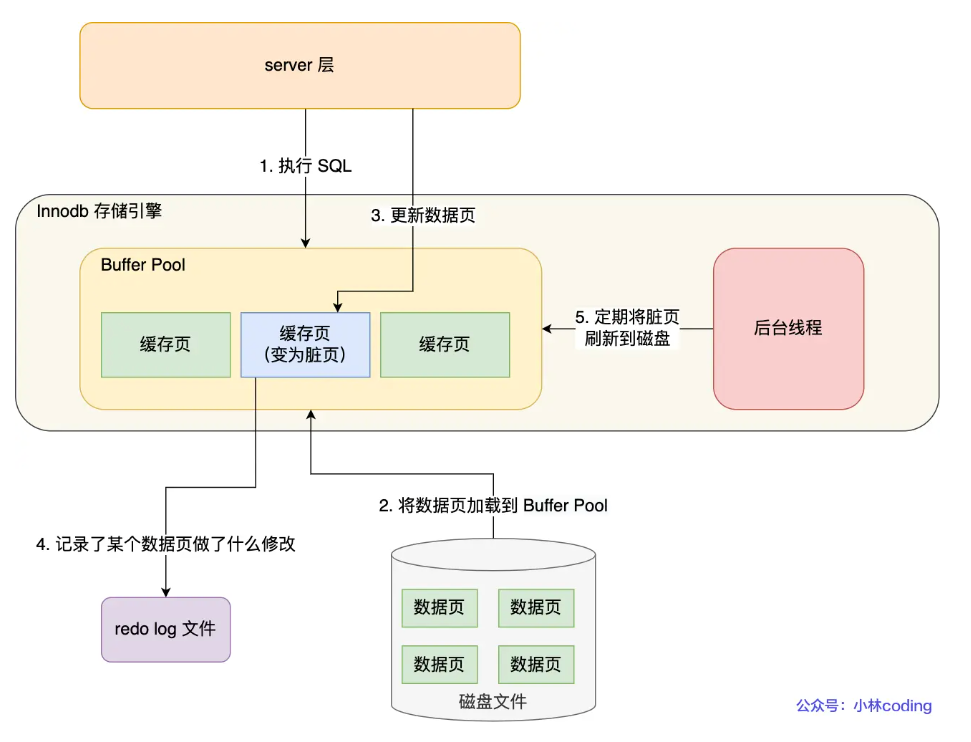 server 层
1. 执行 SQL
Innodb 存储引擎
3. 更新数据页
Buffer Pool
缓存页
缓存页
（变为脏页）
缓存页
5. 定期将脏页
刷新到磁盘
后台线程
2. 将数据页加载到 Buffer Pool
4. 记录了某个数据页做了什么修改
redo log 文件
数据页
数据页
数据页
数据页
磁盘文件
公众号：小林coding